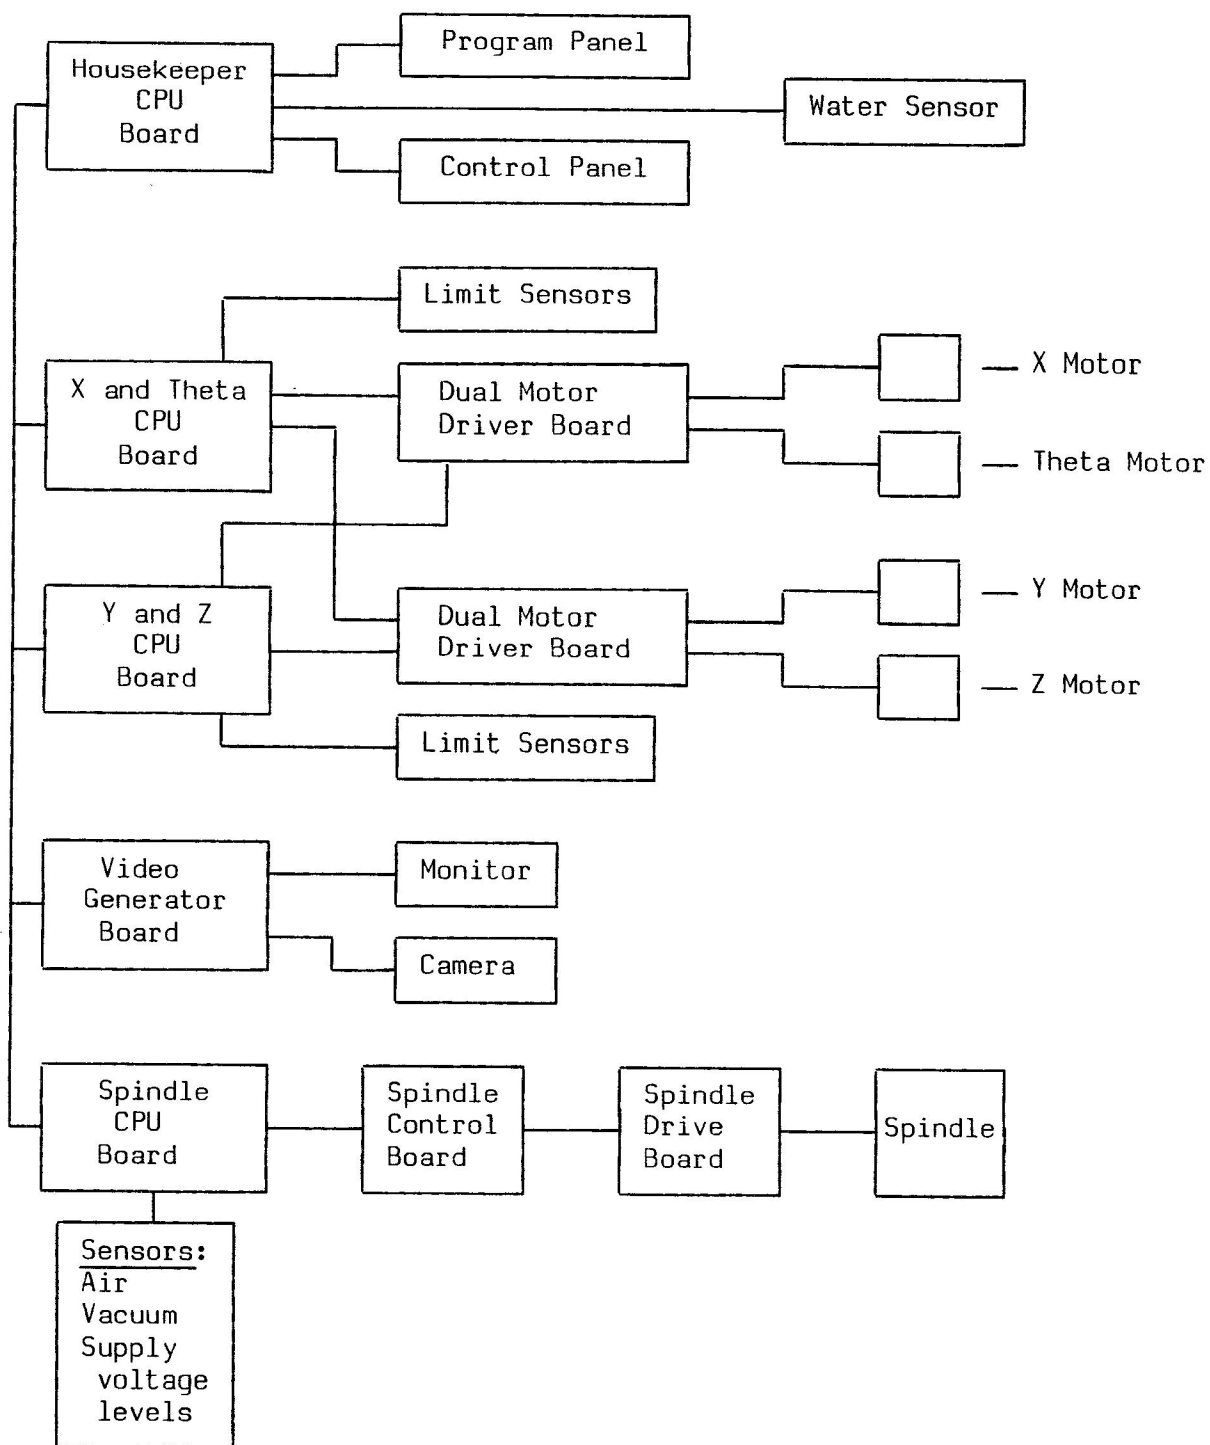 Program Panel
Housekeeper
CPU
Board
Water Sensor
Control Panel
Limit Sensors
X and Theta
CPU
Board
Dual Motor
Driver Board
X Motor
Theta Motor
Y and Z
CPU
Board
Dual Motor
Driver Board
Y Motor
Z Motor
Limit Sensors
Video
Generator
Board
Monitor
Camera
Spindle
CPU
Board
Spindle
Control
Board
Spindle
Drive
Board
Spindle
Sensors:
Air
Vacuum
Supply
voltage
levels